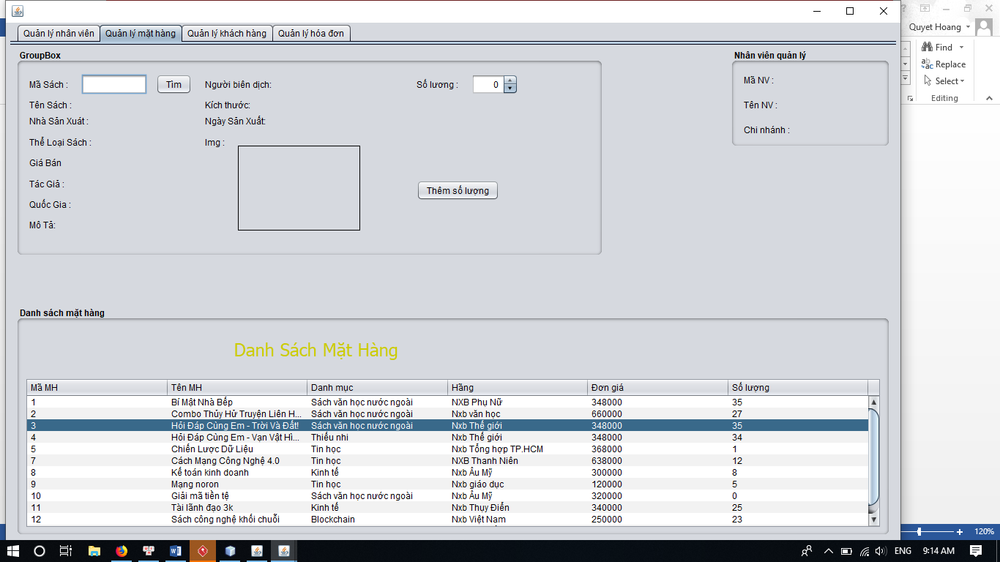 Quản lý nhân viên Quản lý mặt hàng Quản lý khách hàng Quản lý hóa đơn
Quyet Hoang
GroupBox
Mã Sách : Tìm Người biên dịch: Số lương : 0
Tên Sách : Kích thước:
Nhà Sản Xuát : Ngày Sản Xuất:
Thể Loại Sách : Img :
Giá Bán
Tác Giả :
Quốc Gia :
Mô Tả:
Thêm số lượng
Nhân viên quản lý
Mã NV :
Tên NV :
Chi nhánh :
Find
Replace
Select
Editing
Danh sách mặt hàng
Danh Sách Mặt Hàng
Mã MH Tên MH Danh mục Hãng Đơn giá Số lượng
1 Bí Mật Nhà Bếp Sách văn học nước ngoài NXB Phụ Nữ 348000 35
2 Combo Thủy Hử Truyện Liên H... Sách văn học nước ngoài Nxb văn học 660000 27
3 Hỏi Đáp Cùng Em - Trời Và Đất! Sách văn học nước ngoài Nxb Thế giới 348000 35
4 Hỏi Đáp Cùng Em - Vạn Vật Hì... Thiếu nhi Nxb Thế giới 348000 34
5 Chiến Lược Dữ Liệu Tin học Nxb Tổng hợp TP.HCM 368000 1
7 Cách Mạng Công Nghệ 4.0 Tin học NXB Thanh Niên 638000 12
8 Kế toán kinh doanh Kinh tế Nxb Âu Mỹ 300000 8
9 Mạng noron Tin học Nxb giáo dục 120000 5
10 Giải mã tiền tệ Sách văn học nước ngoài Nxb Âu Mỹ 320000 0
11 Tài lãnh đạo 3k Kinh tế Nxb Thụy Điển 340000 25
12 Sách công nghệ khối chuỗi Blockchain Nxb Việt Nam 250000 23
120%
ENG 9:14 AM